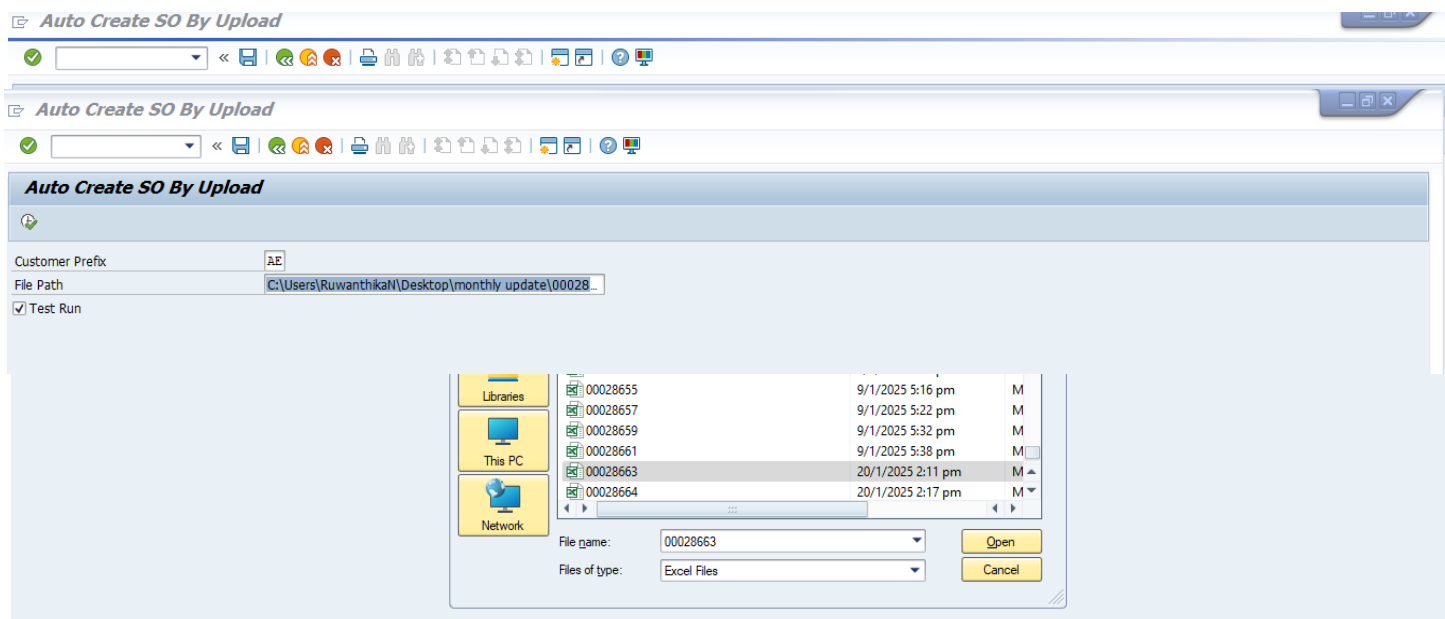 Auto Create SO By Upload
«
Auto Create SO By Upload
«
Auto Create SO By Upload
Customer Prefix AE
File Path C:\Users\RuwanthikaN\Desktop\monthly update\00028...
Test Run
Libraries
This PC
Network
00028655 9/1/2025 5:16 pm M
00028657 9/1/2025 5:22 pm M
00028659 9/1/2025 5:32 pm M
00028661 9/1/2025 5:38 pm M
00028663 20/1/2025 2:11 pm M
00028664 20/1/2025 2:17 pm M
File name: 00028663 Open
Files of type: Excel Files Cancel